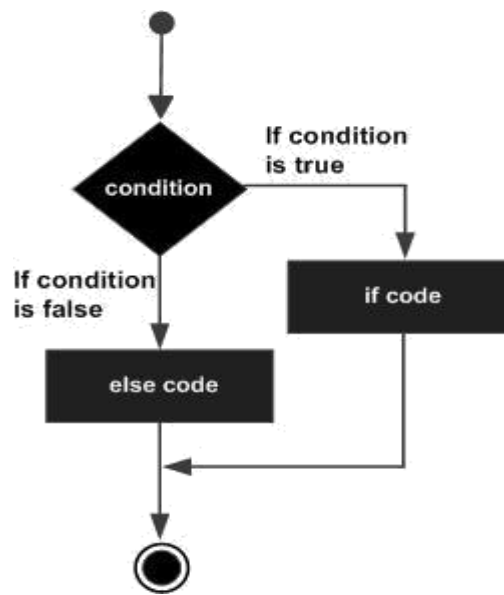 If condition
is true
condition
If condition
is false
if code
else code